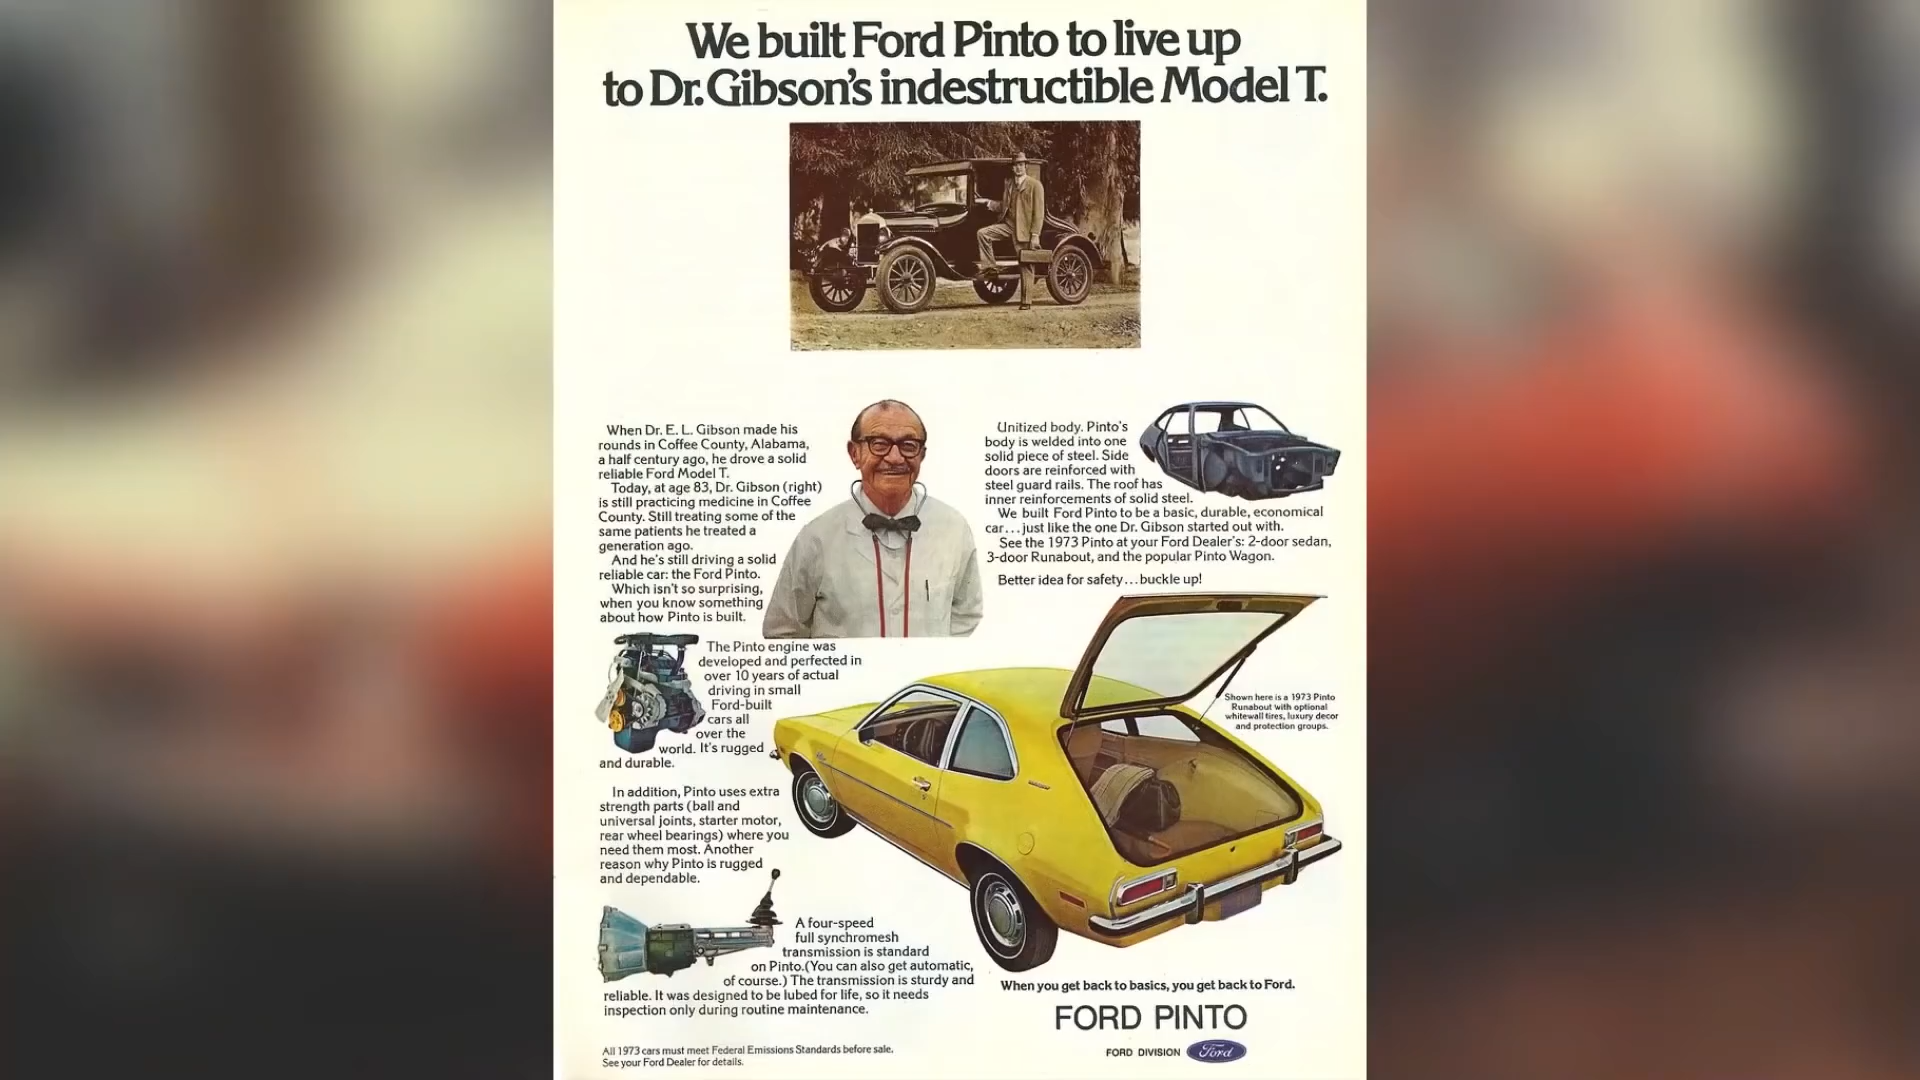 We built Ford Pinto to live up
to Dr. Gibson's indestructible Model T.
When Dr. E. L. Gibson made his
rounds in Coffee County, Alabama,
a half century ago, he drove a solid
reliable Ford Model T.
Today, at age 83, Dr. Gibson (right)
is still practicing medicine in Coffee
County. Still treating some of the
same patients he treated a
generation ago.
And he's still driving a solid
reliable car: the Ford Pinto.
Which isn't so surprising,
when you know something
about how Pinto is built.
The Pinto engine was
developed and perfected in
over 10 years of actual
driving in small
Ford-built
cars all
over the
world. It's rugged
and durable.
In addition, Pinto uses extra
strength parts (ball and
universal joints, starter motor,
rear wheel bearings) where you
need them most. Another
reason why Pinto is rugged
and dependable.
A four-speed
full synchromesh
transmission is standard
on Pinto. (You can also get automatic,
of course.) The transmission is sturdy and
reliable. It was designed to be lubed for life, so it needs
inspection only during routine maintenance.
All 1973 cars must meet Federal Emissions Standards before sale.
See your Ford Dealer for details.
Unitized body. Pinto's
body is welded into one
solid piece of steel. Side
doors are reinforced with
steel guard rails. The roof has
inner reinforcements of solid steel.
We built Ford Pinto to be a basic, durable, economical
car...just like the one Dr. Gibson started out with.
See the 1973 Pinto at your Ford Dealer's: 2-door sedan,
3-door Runabout, and the popular Pinto Wagon.
Better idea for safety...buckle up!
Shown here is a 1973 Pinto
Runabout with optional
whitewall tires, luxury decor
and protection groups.
When you get back to basics, you get back to Ford.
FORD PINTO
FORD DIVISION Ford